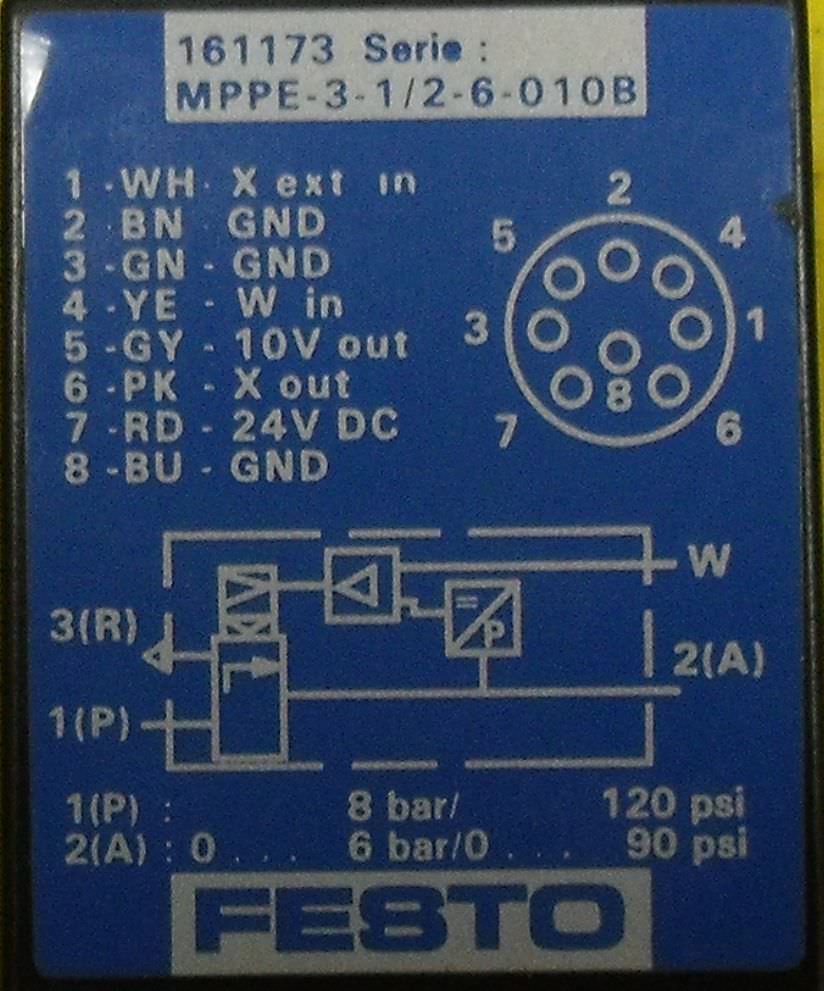 161173 Serie :
MPPE-3-1/2-6-010B
1 -WH- X ext in
2 BN GND
3 -GN - GND
4 -YE - W in
5 -GY - 10V out
6 -PK - X out
7 -RD - 24V DC
8 -BU - GND
2
5 4
3 1
8
7 6
W
= P
3(R)
2(A)
1(P)
1(P) : 8 bar/ 120 psi
2(A) : 0 . . . 6 bar/0 . . . 90 psi
FESTO